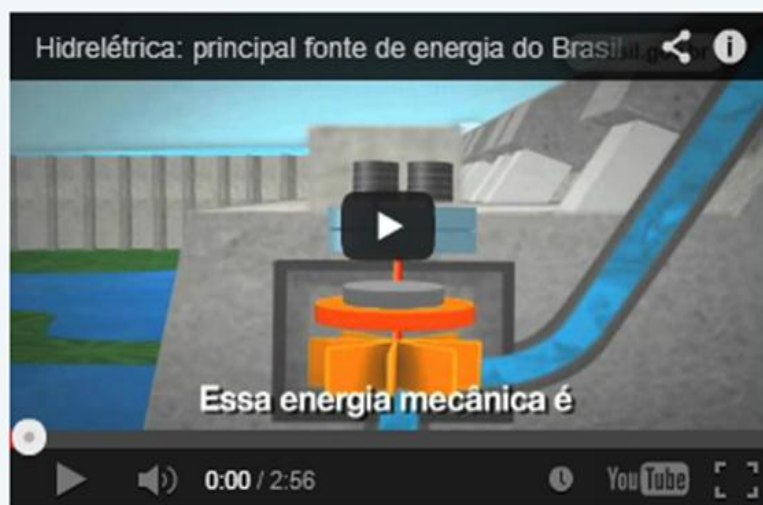 Hidrelétrica: principal fonte de energia do Brasil
Essa energia mecânica é
0:00 / 2:56
YouTube